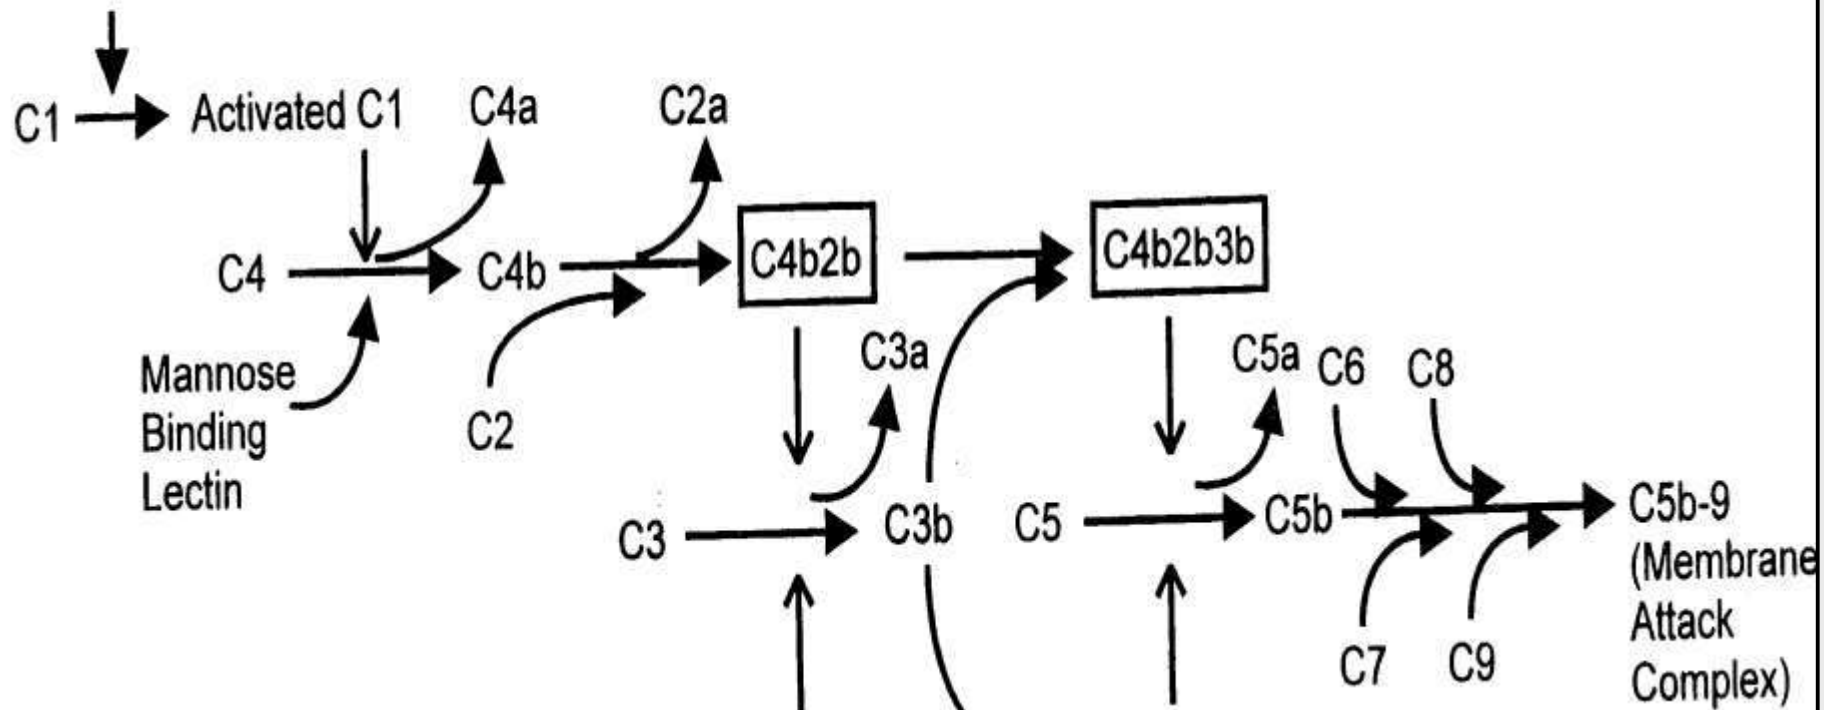 C1
Activated C1
C4a
C2a
C4
C4b
C4b2b
C4b2b3b
Mannose
Binding
Lectin
C2
C3a
C5a
C6
C8
C3
C3b
C5
C5b
C5b-9
(Membrane
Attack
Complex)
C7
C9